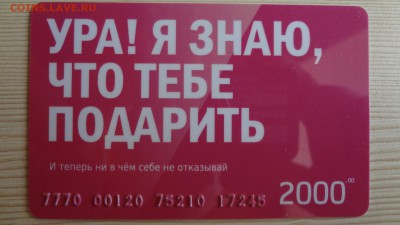 COINS.LAVE.RU
УРА! Я ЗНАЮ,
ЧТО ТЕБЕ
ПОДАРИТЬ
И теперь ни в чём себе не отказывай
7770 00120 75210 17245 2000.00